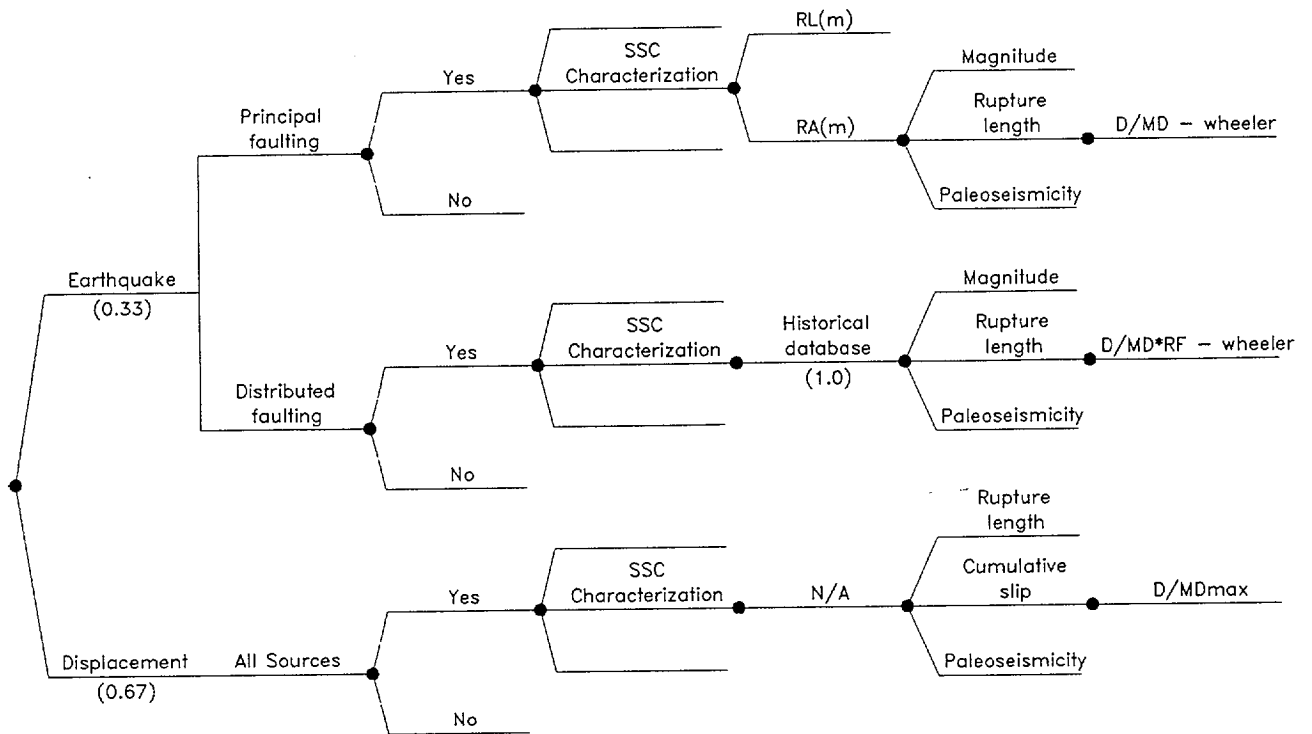 RL(m)
SSC
Characterization
Yes
Magnitude
Principal
faulting
Rupture
length
RA(m)
D/MD - wheeler
No
Paleoseismicity
Earthquake
(0.33)
Magnitude
SSC
Characterization
Yes
Historical
database
(1.0)
Rupture
length
D/MD*RF - wheeler
Distributed
faulting
Paleoseismicity
No
Rupture
length
SSC
Characterization
Yes
N/A
Cumulative
slip
D/MDmax
Displacement
(0.67)
All Sources
Paleoseismicity
No